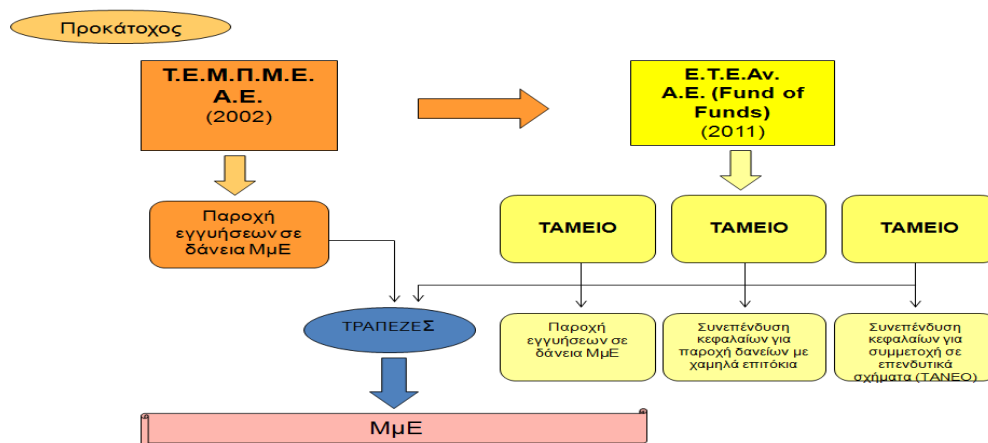 Προκάτοχος
Τ.Ε.Μ.Π.Μ.Ε.
Α.Ε.
(2002)
Ε.Τ.Ε.Αν.
Α.Ε. (Fund of
Funds)
(2011)
Παροχή
εγγυήσεων σε
δάνεια ΜμΕ
ΤΑΜΕΙΟ
ΤΑΜΕΙΟ
ΤΑΜΕΙΟ
ΤΡΑΠΕΖΕΣ
Παροχή
εγγυήσεων σε
δάνεια ΜμΕ
Συνεπένδυση
κεφαλαίων για
παροχή δανείων με
χαμηλά επιτόκια
Συνεπένδυση
κεφαλαίων για
συμμετοχή σε
επενδυτικά
σχήματα (ΤΑΝΕΟ)
ΜμΕ